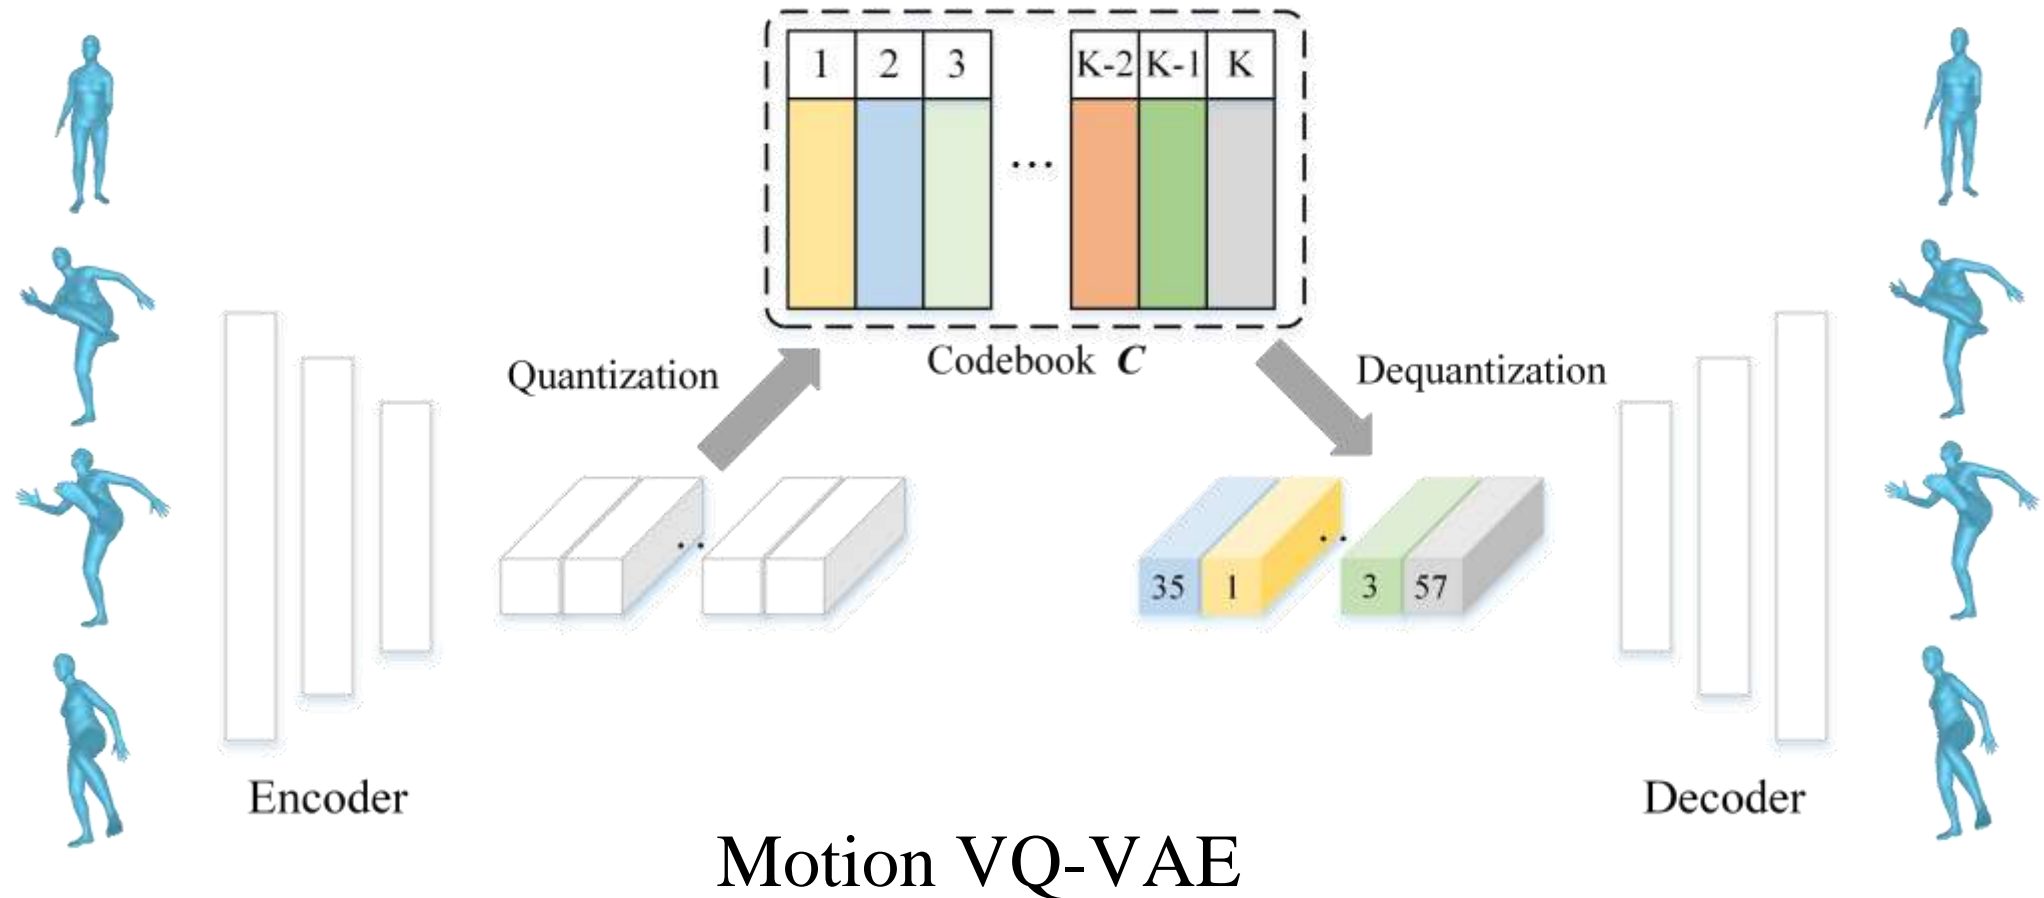 1 2 3 ... K-2 K-1 K
Codebook C
Quantization
Dequantization
..
..
35 1 3 57
Encoder
Decoder
Motion VQ-VAE